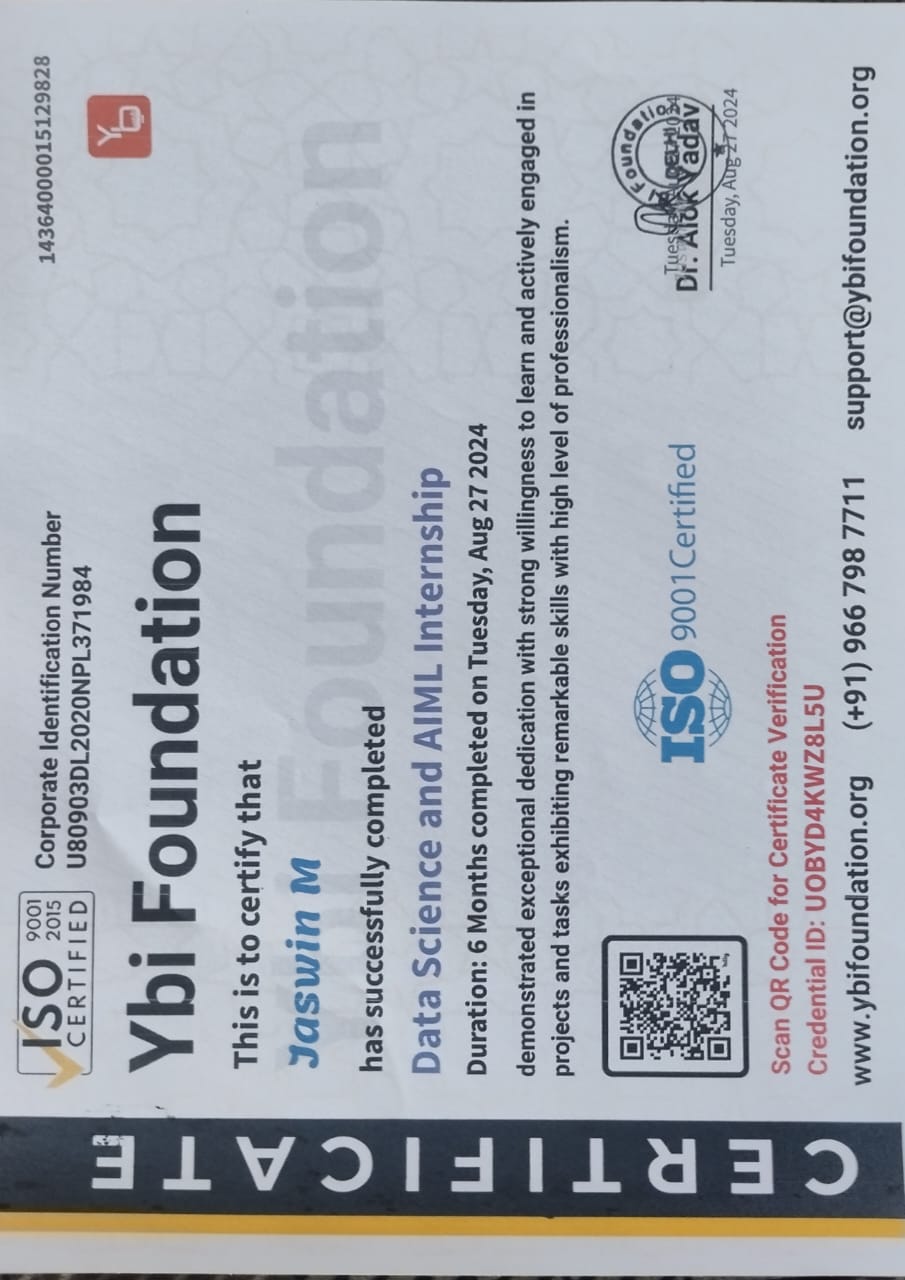 CERTIFICATE
ISO 9001 2015
CERTIFIED
Corporate Identification Number
U80903DL2020NPL371984
14364000015129828
Yb
Ybi Foundation
This is to certify that
Ybi Foundation
Jaswin M
has successfully completed
Data Science and AIML Internship
Duration: 6 Months completed on Tuesday, Aug 27 2024
demonstrated exceptional dedication with strong willingness to learn and actively engaged in
projects and tasks exhibiting remarkable skills with high level of professionalism.
ISO 9001 Certified
Foundation
DELHI
Dr. Alok Yadav
Tuesday, Aug 27 2024
Scan QR Code for Certificate Verification
Credential ID: UOBYD4KWZ8L5U
www.ybifoundation.org (+91) 966 798 7711 support@ybifoundation.org